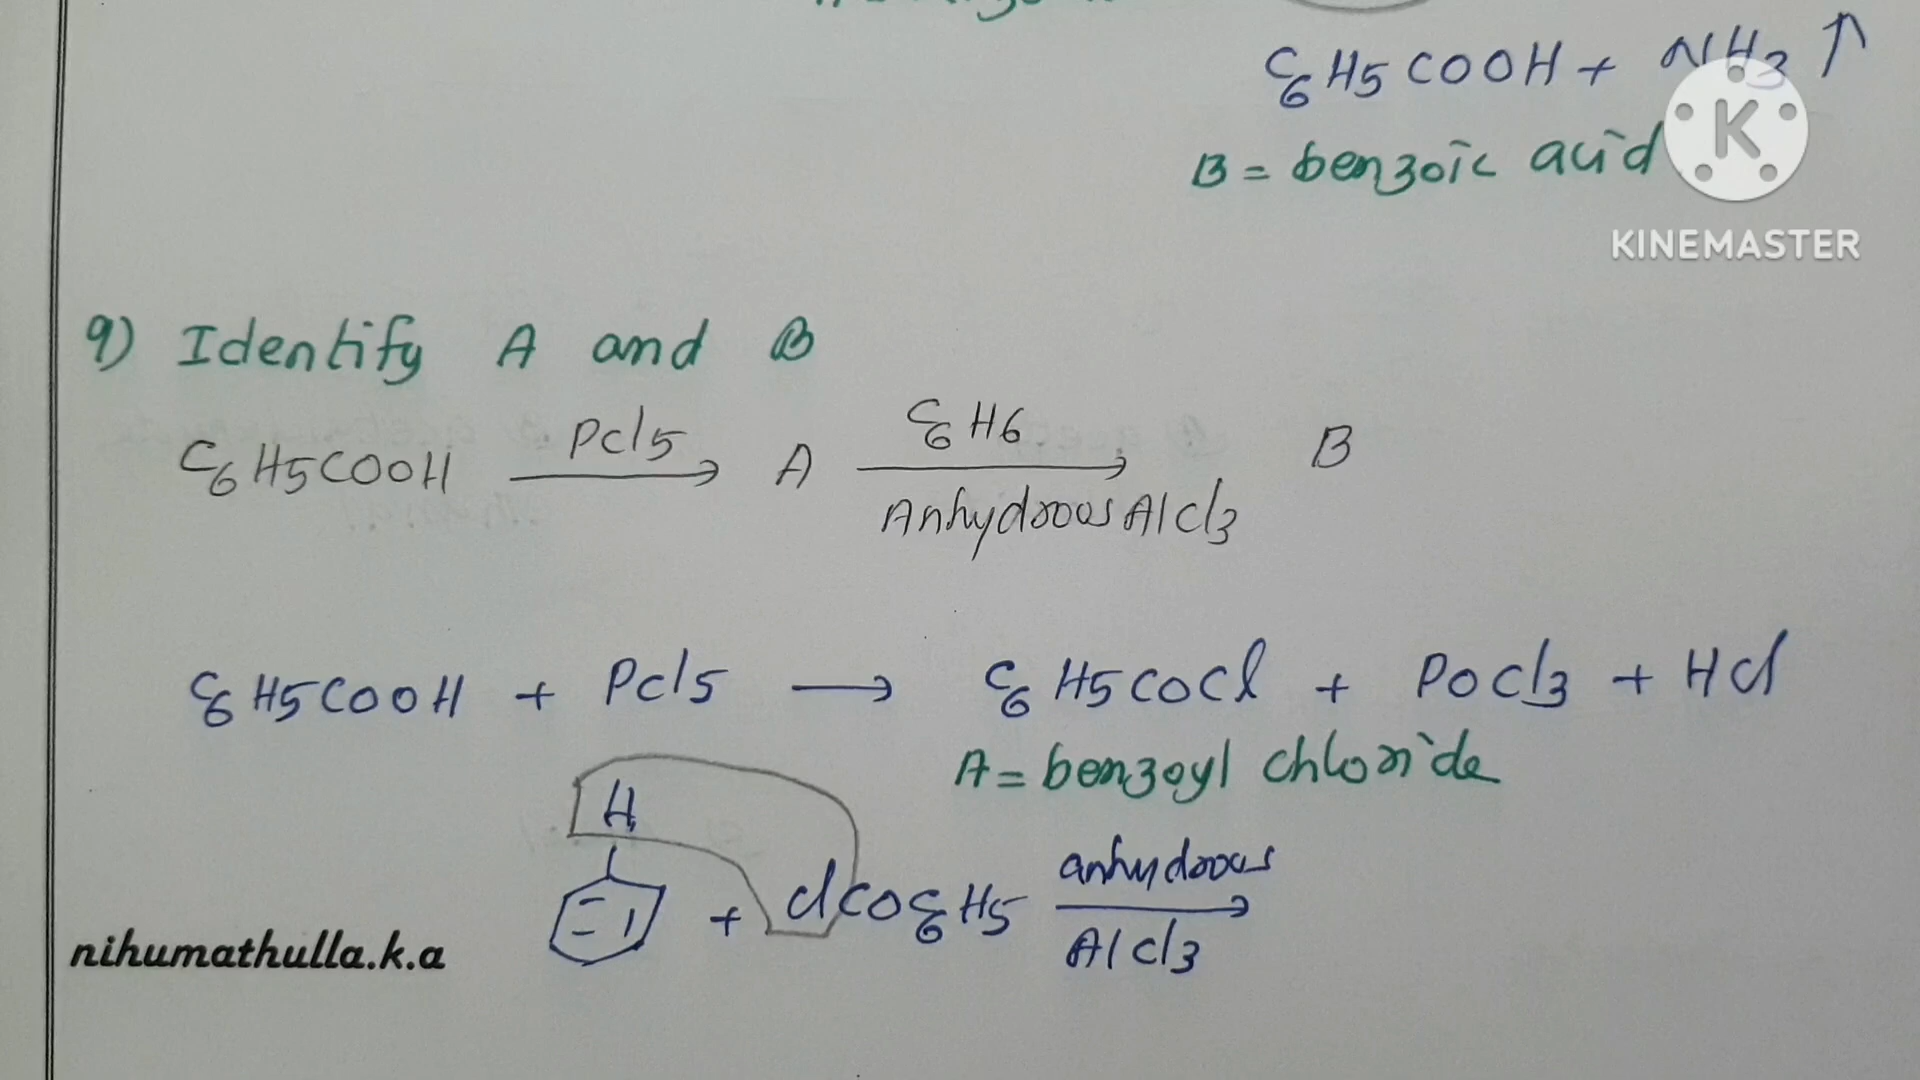 C6H5COOH + NH3 ↑
B = benzoic acid
K
KINEMASTER
9) Identify A and B
C6H5COOH PCl5 → A C6H6 → B
Anhydrous AlCl3
C6H5COOH + PCl5 → C6H5COCl + POCl3 + HCl
A = benzoyl chloride
H
+ ClCOC6H5 anhydrous →
AlCl3
nihumathulla.k.a